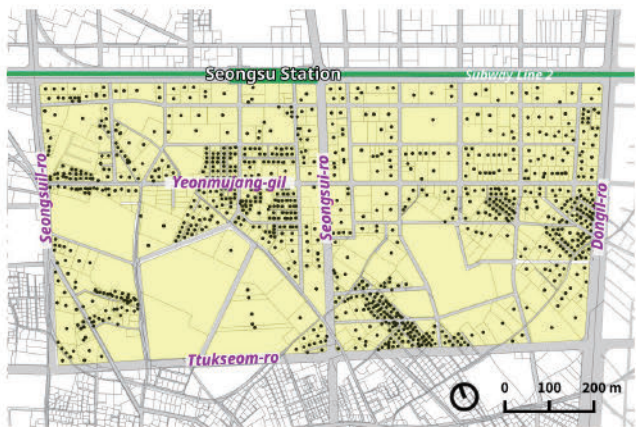 Seongsu Station
Subway Line 2
Seongsuil-ro
Yeonmujang-gil
Seongsui-ro
Dongil-ro
Ttukseom-ro
0 100 200 m